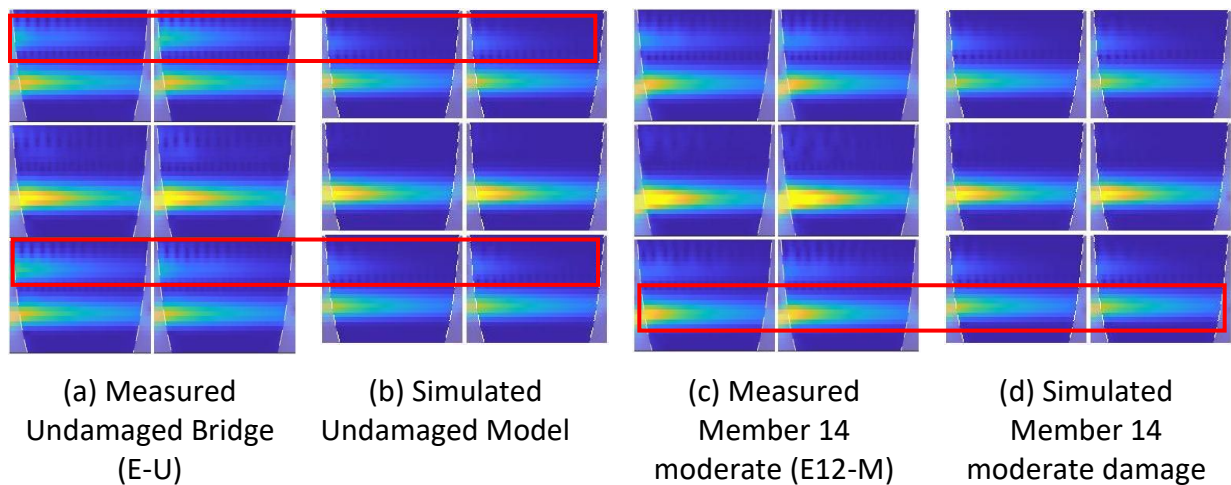 (a) Measured
Undamaged Bridge
(E-U)
(b) Simulated
Undamaged Model
(c) Measured
Member 14
moderate (E12-M)
(d) Simulated
Member 14
moderate damage